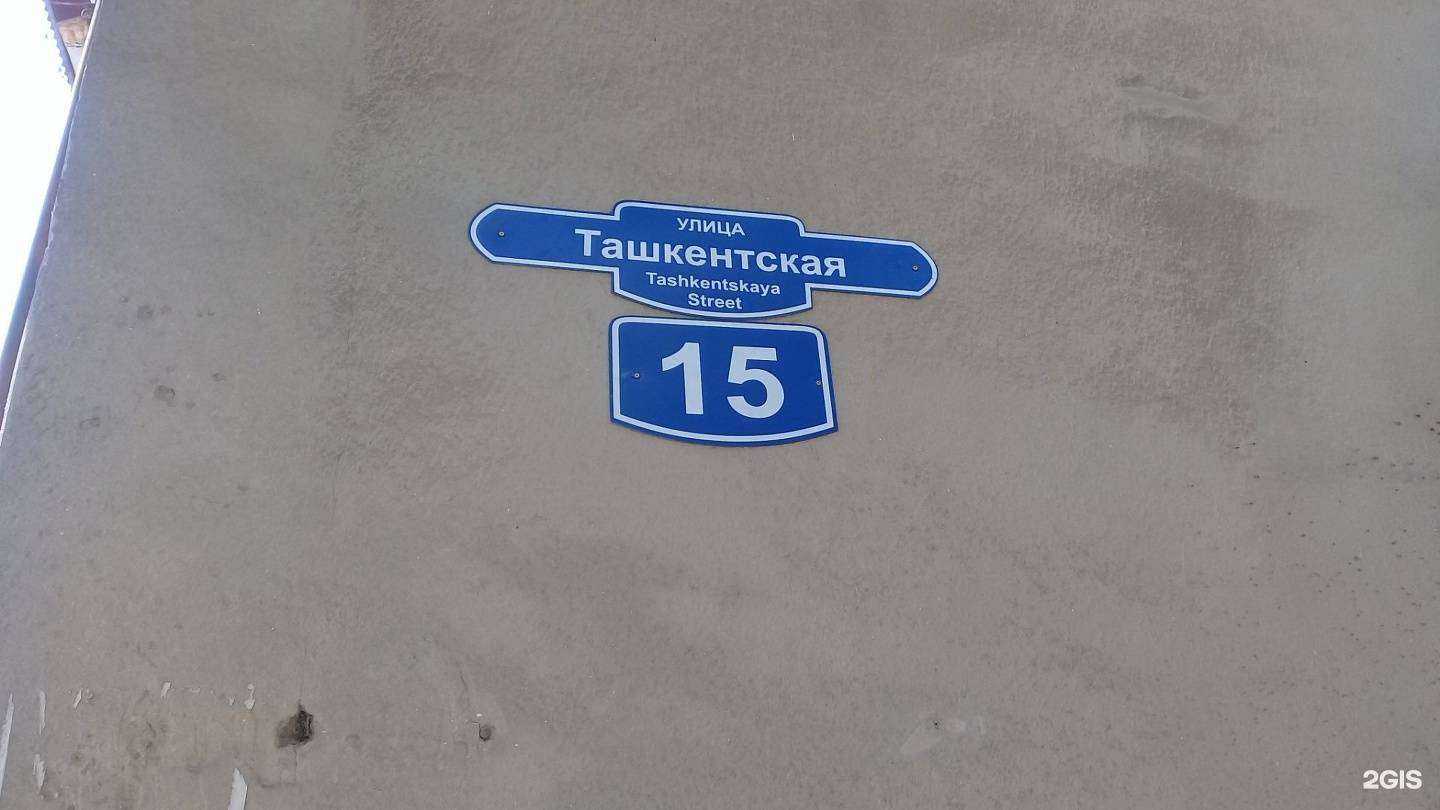 УЛИЦА
Ташкентская
Tashkentskaya
Street
15
2GIS